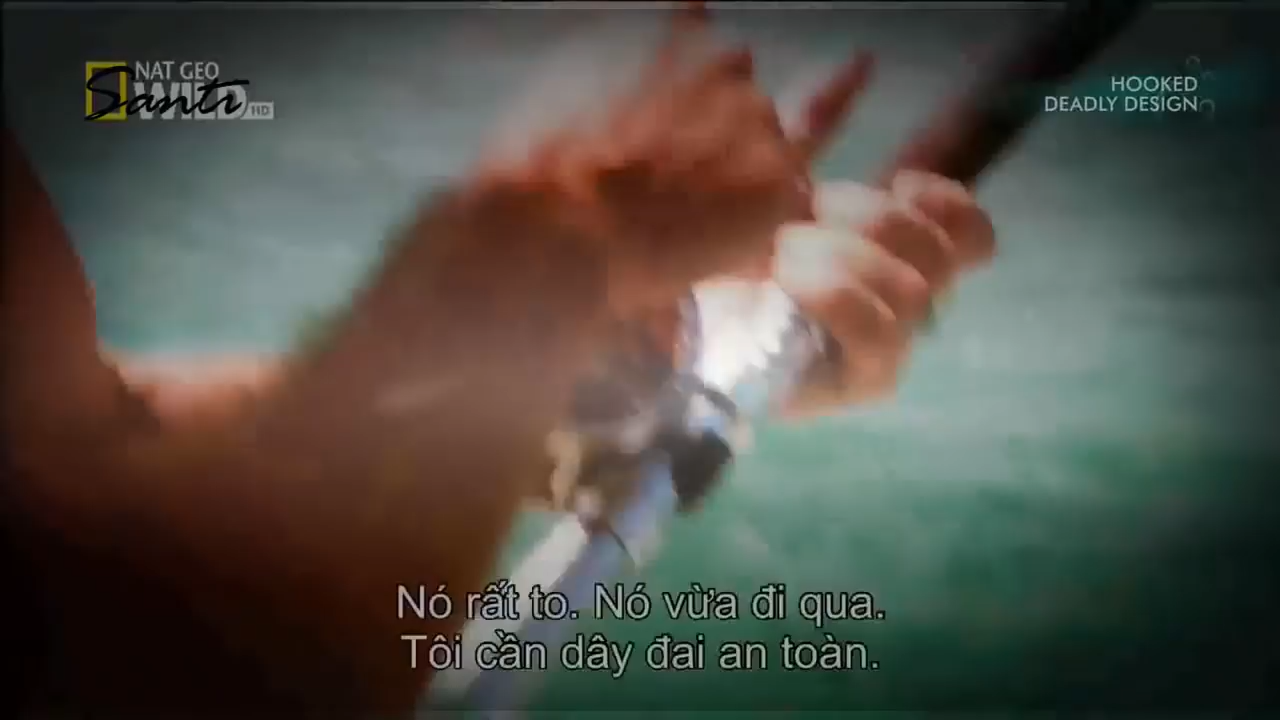 NAT GEO
WILD HD
Santi
HOOKED
DEADLY DESIGN
Nó rất to. Nó vừa đi qua.
Tôi cần dây đai an toàn.